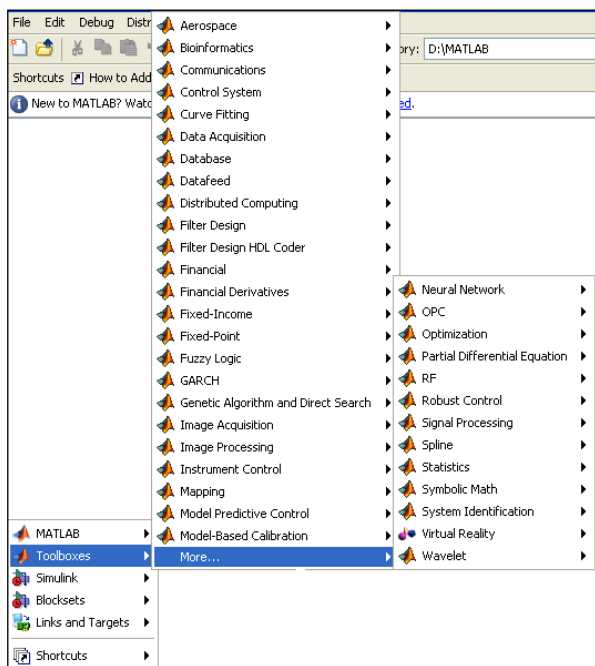 File Edit Debug Distr
ory: D:\MATLAB
Shortcuts How to Add
New to MATLAB? Watc
ed.
Aerospace
Bioinformatics
Communications
Control System
Curve Fitting
Data Acquisition
Database
Datafeed
Distributed Computing
Filter Design
Filter Design HDL Coder
Financial
Financial Derivatives
Fixed-Income
Fixed-Point
Fuzzy Logic
GARCH
Genetic Algorithm and Direct Search
Image Acquisition
Image Processing
Instrument Control
Mapping
Model Predictive Control
Model-Based Calibration
More...
Neural Network
OPC
Optimization
Partial Differential Equation
RF
Robust Control
Signal Processing
Spline
Statistics
Symbolic Math
System Identification
Virtual Reality
Wavelet
MATLAB
Toolboxes
Simulink
Blocksets
Links and Targets
Shortcuts